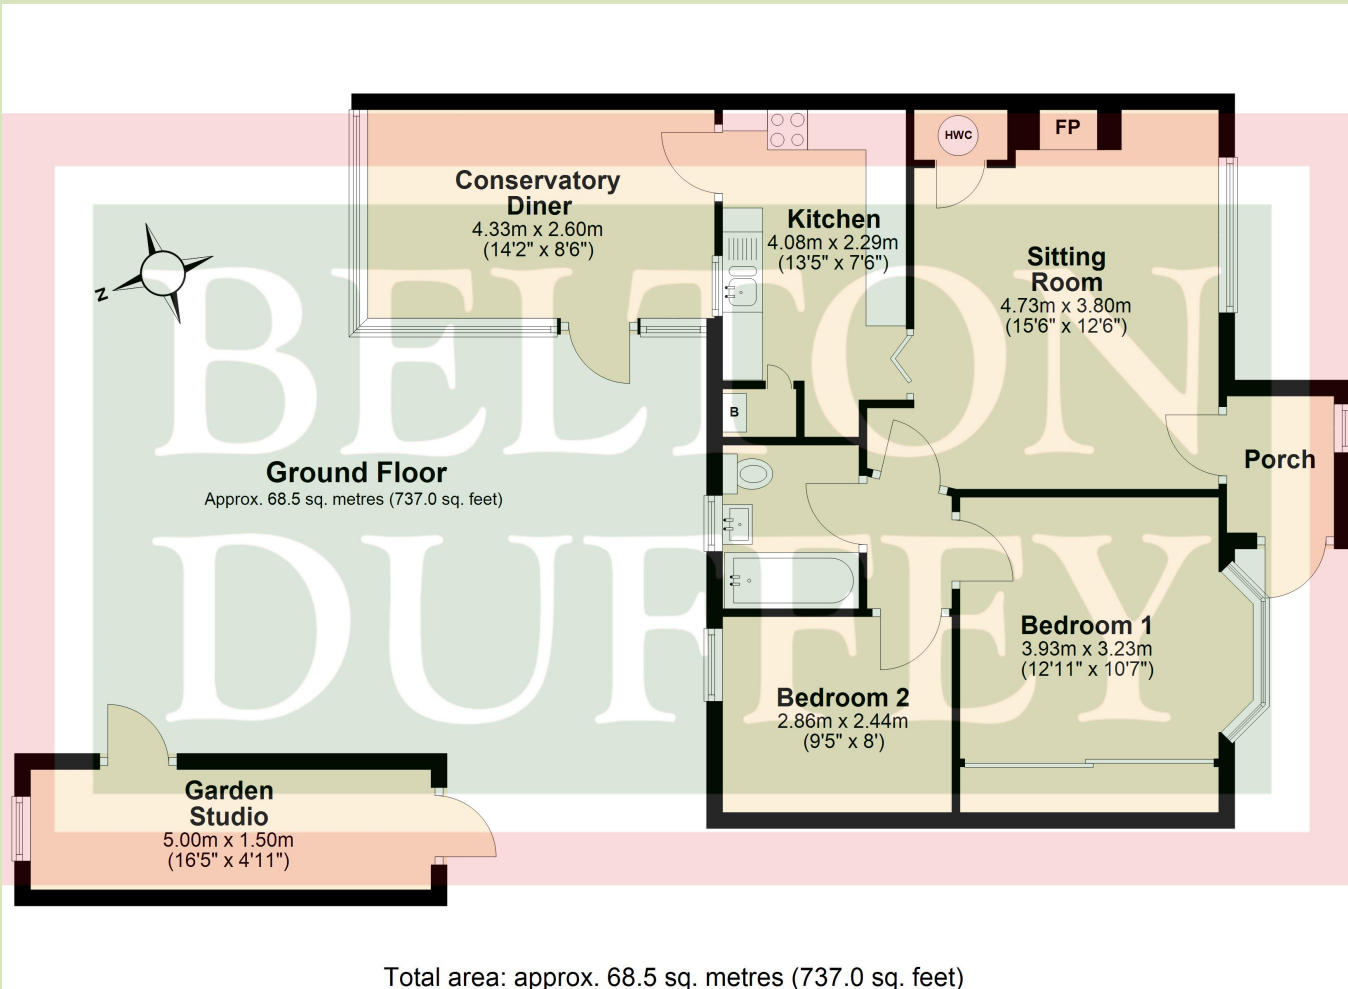 Conservatory
Diner
4.33m x 2.60m
(14'2" x 8'6")
Kitchen
4.08m x 2.29m
(13'5" x 7'6")
HWC
FP
Sitting
Room
4.73m x 3.80m
(15'6" x 12'6")
N
BELTON
DUFFEY
B
Porch
Ground Floor
Approx. 68.5 sq. metres (737.0 sq. feet)
Bedroom 1
3.93m x 3.23m
(12'11" x 10'7")
Bedroom 2
2.86m x 2.44m
(9'5" x 8')
Garden
Studio
5.00m x 1.50m
(16'5" x 4'11")
Total area: approx. 68.5 sq. metres (737.0 sq. feet)